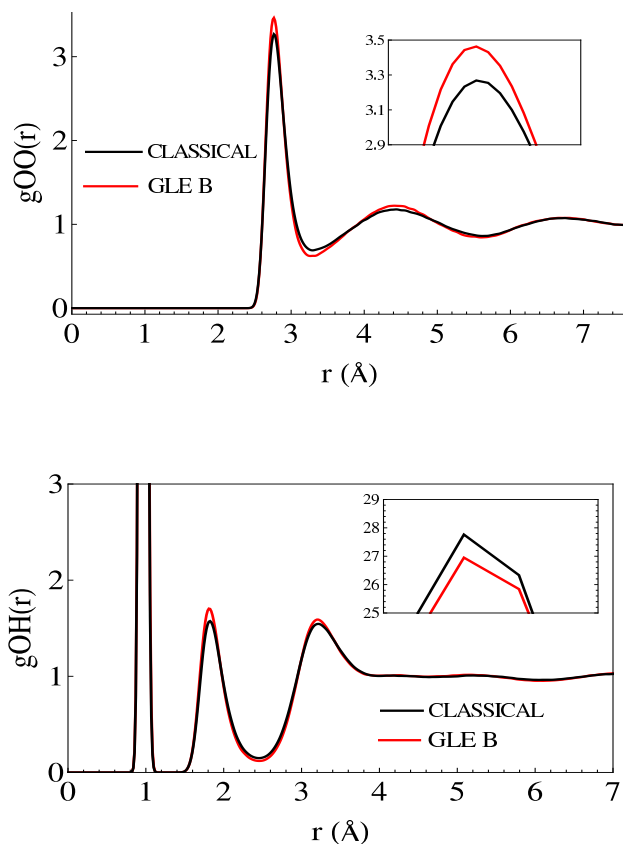 3.5
3.3
3.1
2.9
3
2
1
0
gOO(r)
CLASSICAL
GLE B
0 1 2 3 4 5 6 7
r (Å)
3
2
1
0
gOH(r)
29
28
27
26
25
CLASSICAL
GLE B
0 1 2 3 4 5 6 7
r (Å)